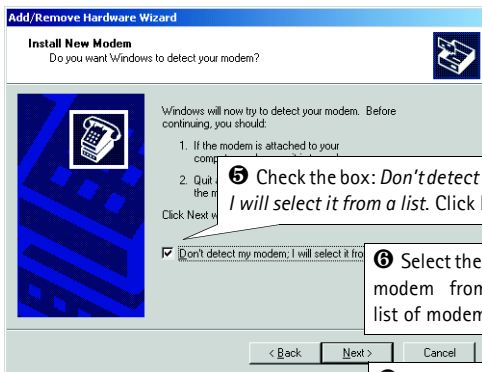 Add/Remove Hardware Wizard
Install New Modem
Do you want Windows to detect your modem?
Windows will now try to detect your modem. Before
continuing, you should:
1. If the modem is attached to your
2. Quit
the
Click Next
❺ Check the box: Don't detect
I will select it from a list. Click
Don't detect my modem; I will select it
❻ Select the
modem from
list of
< Back
Next >
Cancel